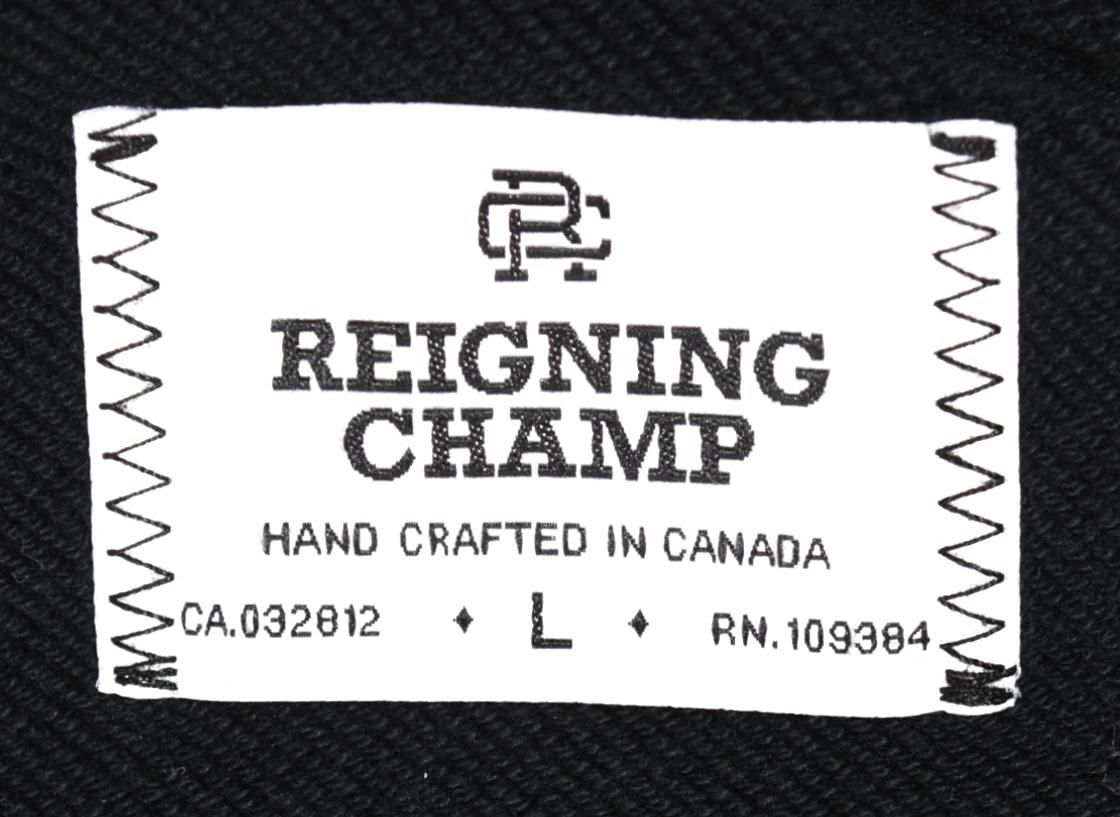 RC
REIGNING
CHAMP
HAND CRAFTED IN CANADA
CA.032812 ♦ L ♦ RN.109384